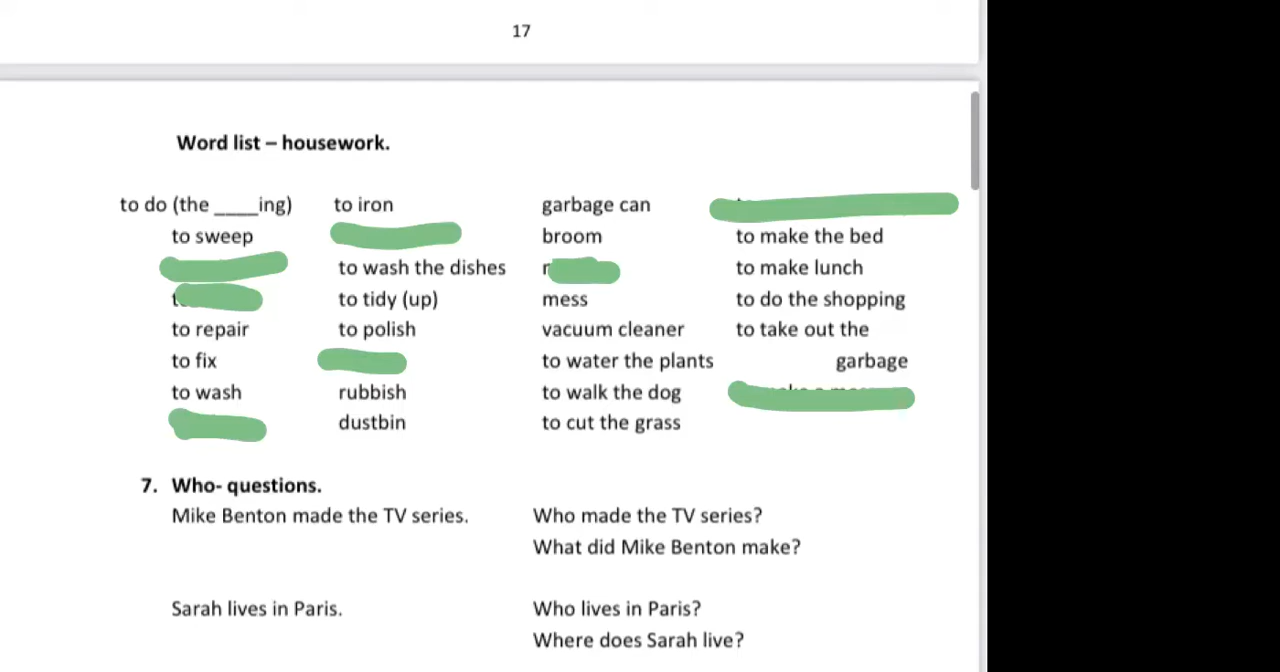 17
Word list – housework.
to do (the ____ing) to iron garbage can
to sweep broom to make the bed
to wash the dishes to make lunch
to tidy (up) mess to do the shopping
to repair to polish vacuum cleaner to take out the
to fix to water the plants garbage
to wash rubbish to walk the dog
dustbin to cut the grass
7. Who- questions.
Mike Benton made the TV series. Who made the TV series?
What did Mike Benton make?
Sarah lives in Paris. Who lives in Paris?
Where does Sarah live?